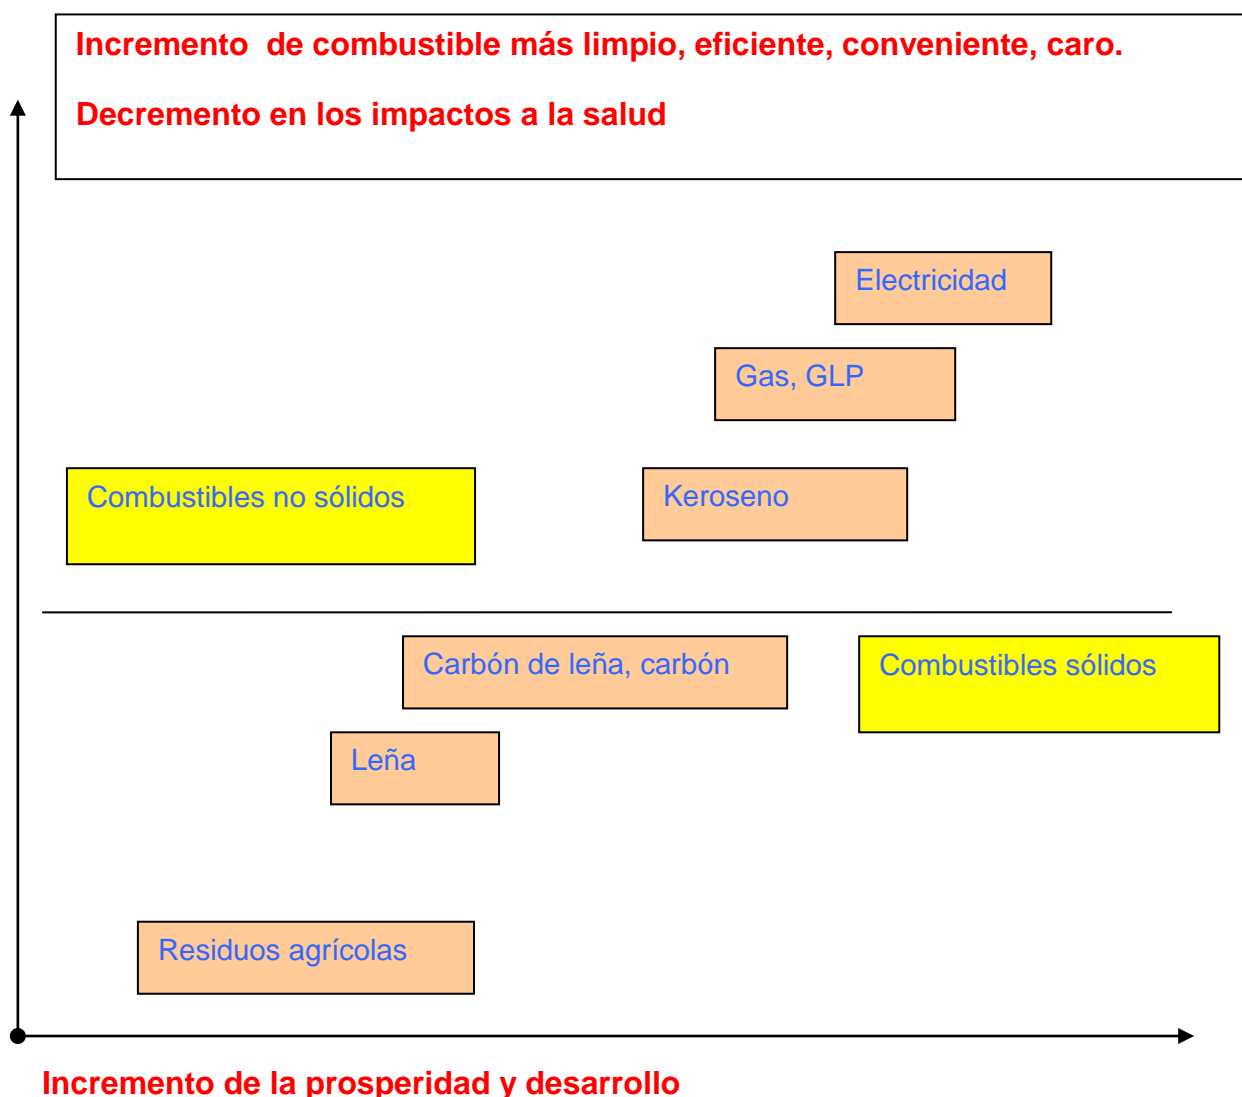 Incremento  de combustible más limpio, eficiente, conveniente, caro.
Decremento en los impactos a la salud
Electricidad
Gas, GLP
Combustibles no sólidos
Keroseno
Carbón de leña, carbón
Combustibles sólidos
Leña
Residuos agrícolas
Incremento de la prosperidad y desarrollo